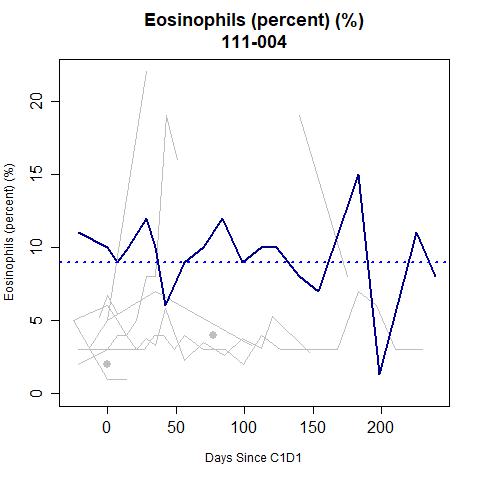 Eosinophils (percent) (%)
111-004
Eosinophils (percent) (%)
20
15
10
5
0
0 50 100 150 200
Days Since C1D1